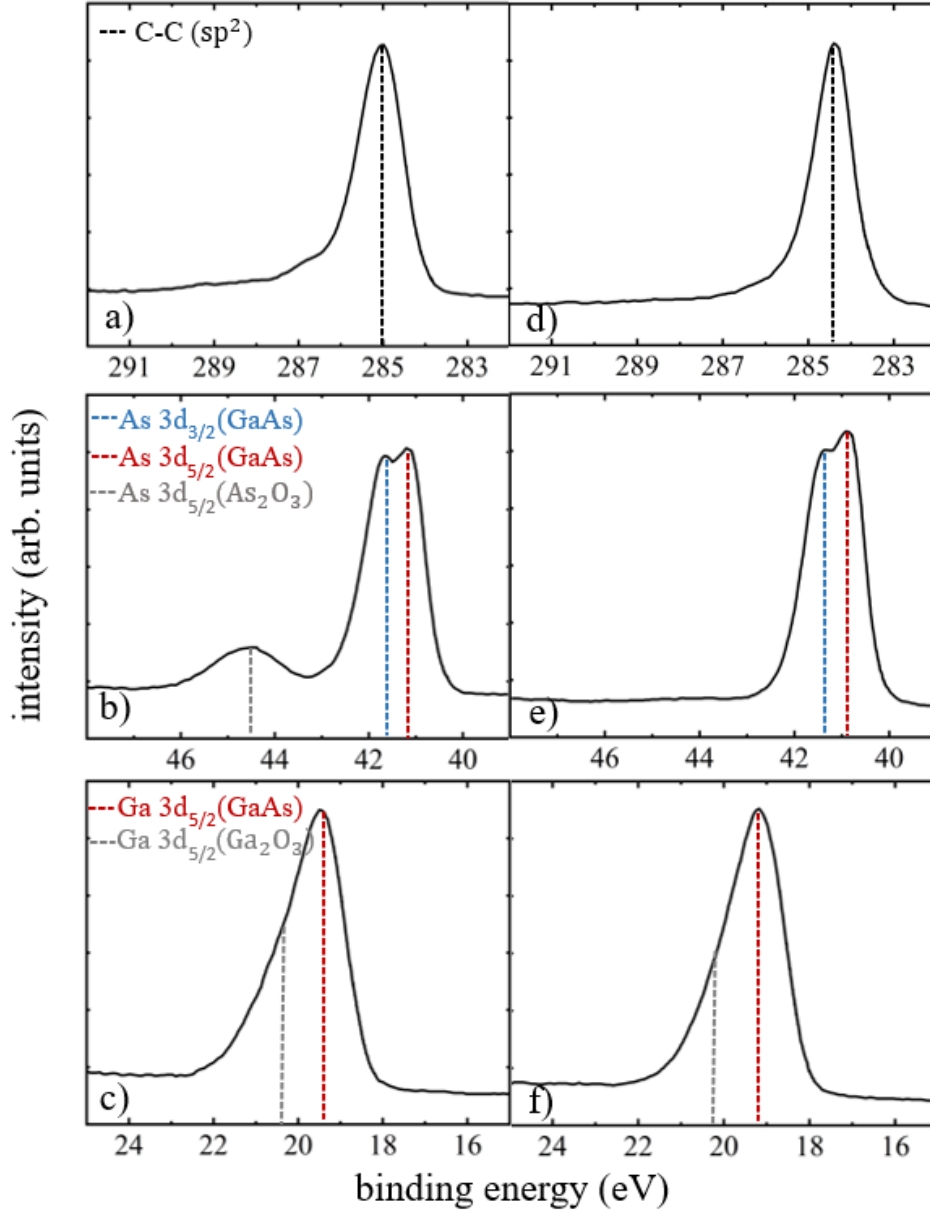 C-C (sp²)
a)
d)
291 289 287 285 283
291 289 287 285 283
As 3d₃/₂(GaAs)
As 3d₅/₂(GaAs)
As 3d₅/₂(As₂O₃)
b)
e)
46 44 42 40
46 44 42 40
Ga 3d₅/₂(GaAs)
Ga 3d₅/₂(Ga₂O₃)
c)
f)
24 22 20 18 16
24 22 19 17 16
intensity (arb. units)
binding energy (eV)